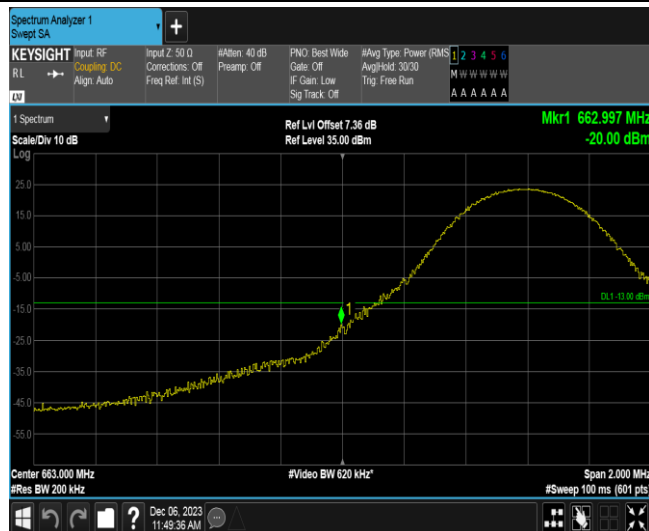 Spectrum Analyzer 1
Swept SA
+
KEYSIGHT Input: RF Input Z: 50 Ω #Atten: 40 dB PNO: Best Wide #Avg Type: Power (RMS 1 2 3 4 5 6
RL Coupling: DC Corrections: Off Preamp: Off Gate: Off Avg|Hold: 30/30 M W W W W W
Align: Auto Freq Ref: Int (S) IF Gain: Low Trig: Free Run
Sig Track: Off A A A A A A
LXI
1 Spectrum Ref Lvl Offset 7.36 dB Mkr1 662.997 MHz
Scale/Div 10 dB Ref Level 35.00 dBm -20.00 dBm
Log
25.0
15.0
5.00
-5.00
DL1 -13.00 dBm
1
-15.0
-25.0
-35.0
-45.0
-55.0
Center 663.000 MHz #Video BW 620 kHz* Span 2.000 MHz
#Res BW 200 kHz #Sweep 100 ms (601 pts)
? Dec 06, 2023
11:49:36 AM